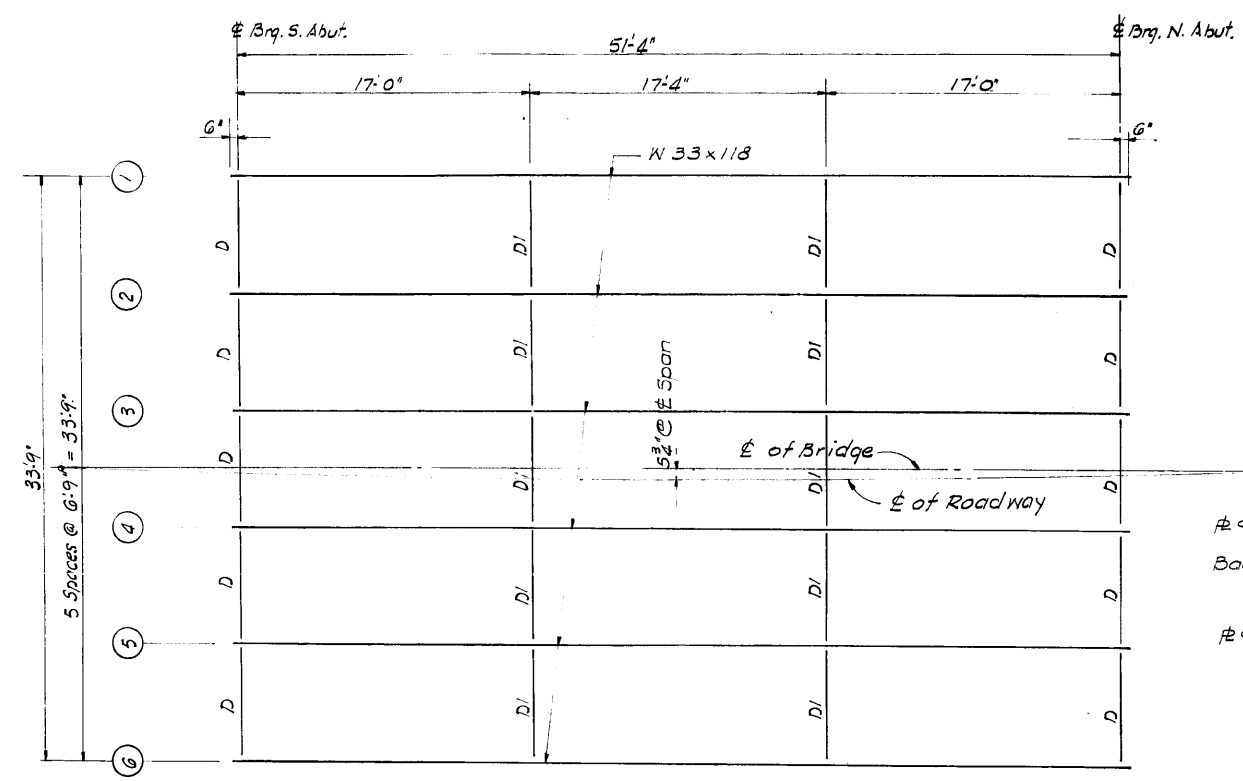 ℄ Brg. S. Abut.
℄ Brg. N. Abut.
51'-4"
17'-0"
17'-4"
17'-0"
6"
6"
W 33 x 118
1
D
D1
D1
D
2
D
D1
D1
D
3
33'-9"
5 Spaces @ 6'-9" = 33'-9"
5¾" @ ℄ Span
℄ of Bridge
D
D1
D1
D
℄ of Roadway
4
D
D1
D1
D
5
D
D1
D1
D
6